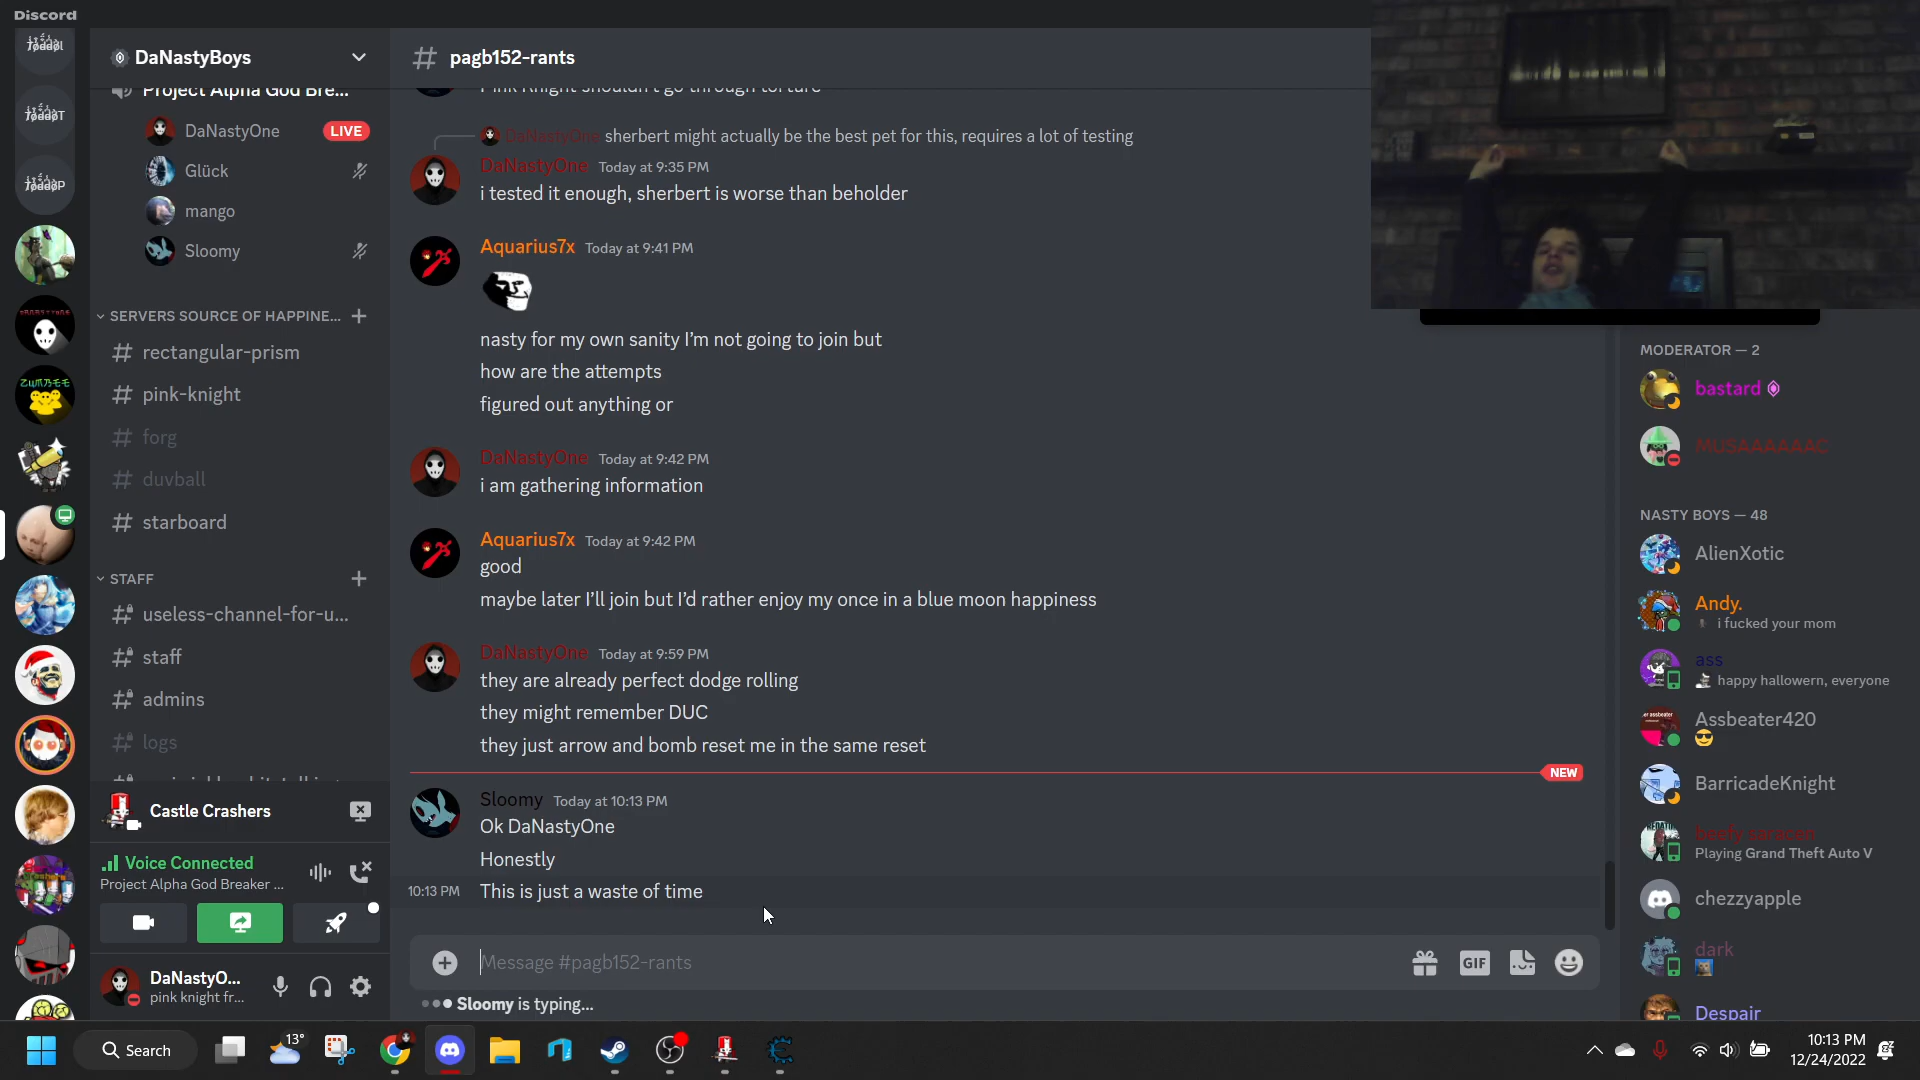 Discord
DaNastyBoys
pagb152-rants
Project Alpha God Bre...
DaNastyOne
LIVE
Glück
mango
Sloomy
SERVERS SOURCE OF HAPPINE...
rectangular-prism
pink-knight
forg
duvball
starboard
STAFF
useless-channel-for-u...
staff
admins
logs
Castle Crashers
Voice Connected
Project Alpha God Breaker ...
DaNastyO...
pink knight fr...
Pink Knight shouldn't go through torture
DaNastyOne sherbert might actually be the best pet for this, requires a lot of testing
DaNastyOne Today at 9:35 PM
i tested it enough, sherbert is worse than beholder
Aquarius7x Today at 9:41 PM
nasty for my own sanity I'm not going to join but
how are the attempts
figured out anything or
DaNastyOne Today at 9:42 PM
i am gathering information
Aquarius7x Today at 9:42 PM
good
maybe later I'll join but I'd rather enjoy my once in a blue moon happiness
DaNastyOne Today at 9:59 PM
they are already perfect dodge rolling
they might remember DUC
they just arrow and bomb reset me in the same reset
NEW
Sloomy Today at 10:13 PM
Ok DaNastyOne
Honestly
10:13 PM This is just a waste of time
Message #pagb152-rants
GIF
Sloomy is typing...
MODERATOR — 2
bastard
MUSAAAAAAC
NASTY BOYS — 48
AlienXotic
Andy.
i fucked your mom
ass
happy hallowern, everyone
Assbeater420
BarricadeKnight
beefy saracen
Playing Grand Theft Auto V
chezzyapple
dark
Despair
Search
13°
10:13 PM
12/24/2022